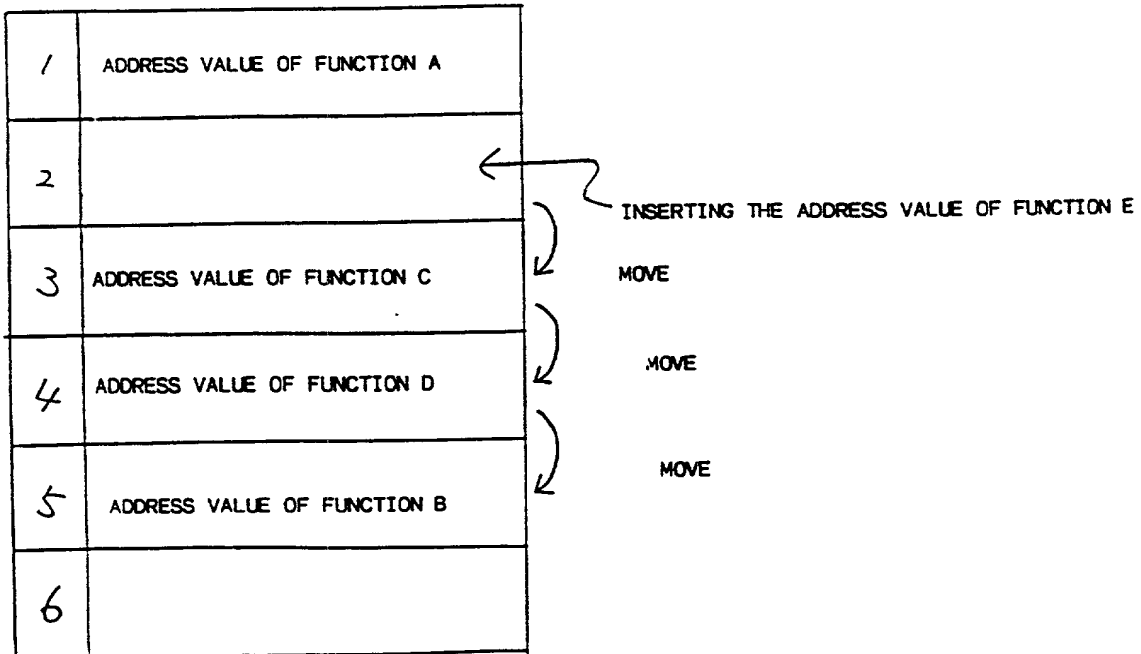 1 ADDRESS VALUE OF FUNCTION A
2
INSERTING THE ADDRESS VALUE OF FUNCTION E
3 ADDRESS VALUE OF FUNCTION C
MOVE
4 ADDRESS VALUE OF FUNCTION D
MOVE
5 ADDRESS VALUE OF FUNCTION B
MOVE
6